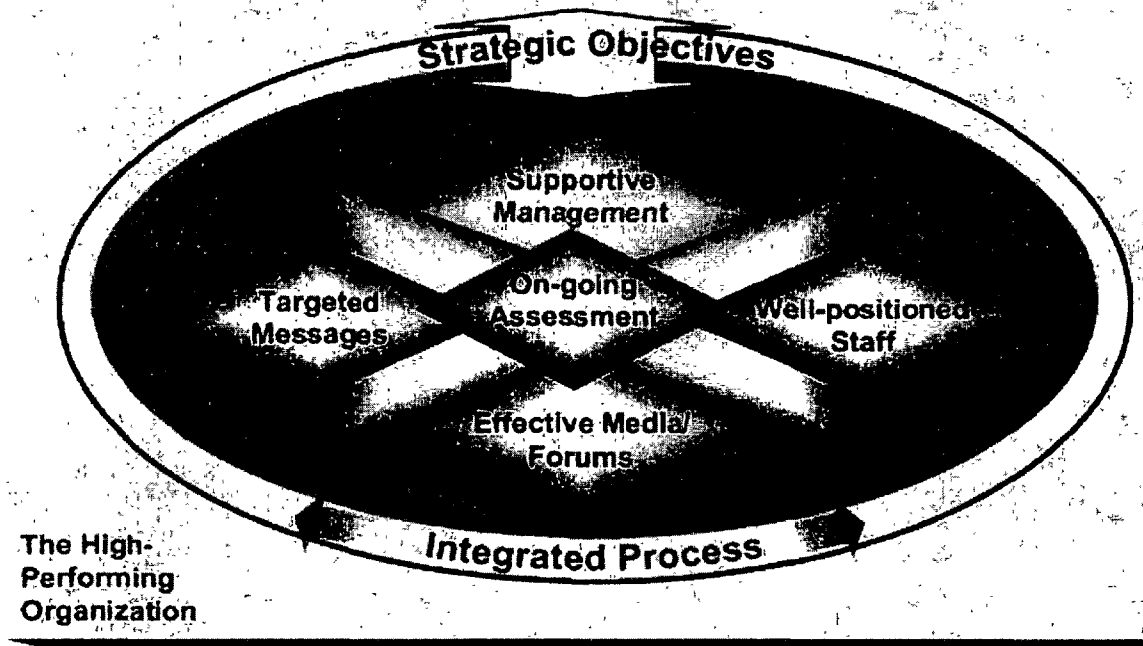 Strategic Objectives
Supportive
Management
On-going
Assessment
Targeted
Messages
Well-positioned
Staff
Effective Media/
Forums
Integrated Process
The High-
Performing
Organization